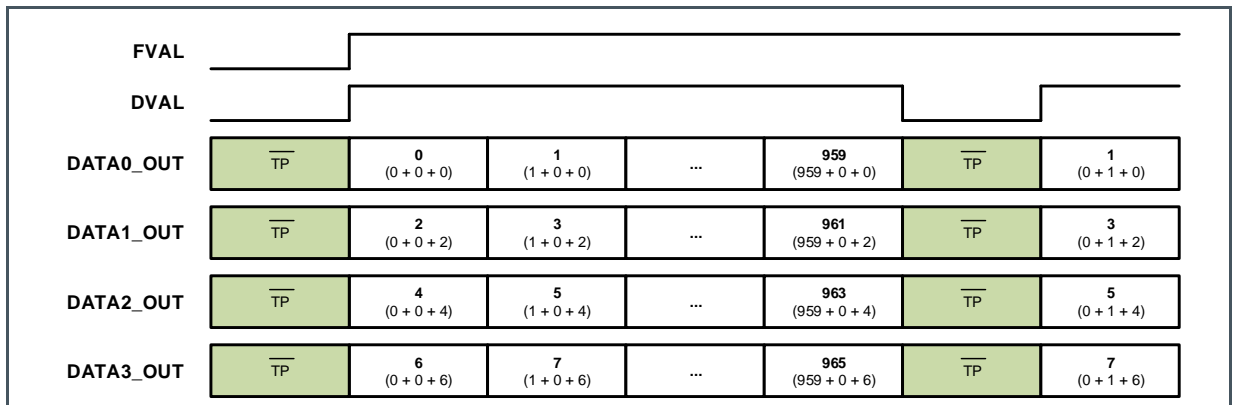 FVAL
DVAL
DATA0_OUT TP 0 1 ... 959 TP 1
(0 + 0 + 0) (1 + 0 + 0) (959 + 0 + 0) (0 + 1 + 0)
DATA1_OUT TP 2 3 ... 961 TP 3
(0 + 0 + 2) (1 + 0 + 2) (959 + 0 + 2) (0 + 1 + 2)
DATA2_OUT TP 4 5 ... 963 TP 5
(0 + 0 + 4) (1 + 0 + 4) (959 + 0 + 4) (0 + 1 + 4)
DATA3_OUT TP 6 7 ... 965 TP 7
(0 + 0 + 6) (1 + 0 + 6) (959 + 0 + 6) (0 + 1 + 6)